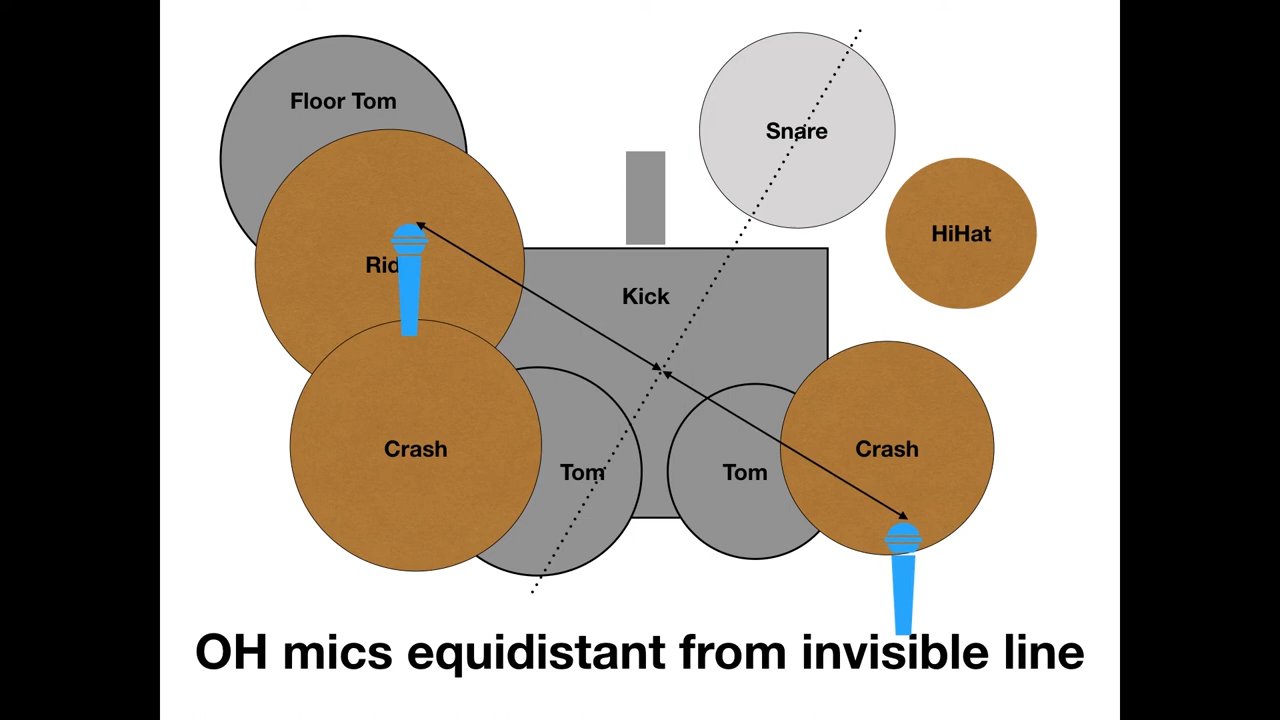 Floor Tom
Snare
HiHat
Rid
Kick
Crash
Tom
Tom
Crash
OH mics equidistant from invisible line